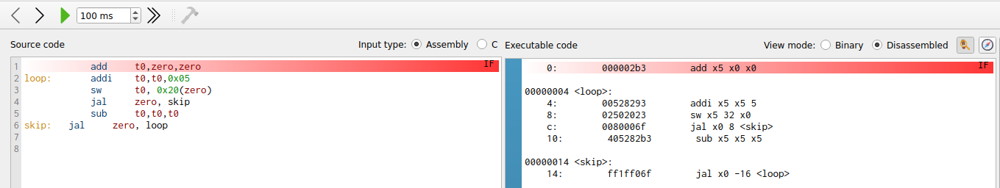 100 ms
Source code Input type: Assembly C Executable code View mode: Binary Disassembled
1 add t0,zero,zero IF
2 loop: addi t0,t0,0x05
3 sw t0, 0x20(zero)
4 jal zero, skip
5 sub t0,t0,t0
6 skip: jal zero, loop
7
8
0: 000002b3 add x5 x0 x0 IF
00000004 <loop>:
4: 00528293 addi x5 x5 5
8: 02502023 sw x5 32 x0
c: 0080006f jal x0 8 <skip>
10: 405282b3 sub x5 x5 x5
00000014 <skip>:
14: ff1ff06f jal x0 -16 <loop>